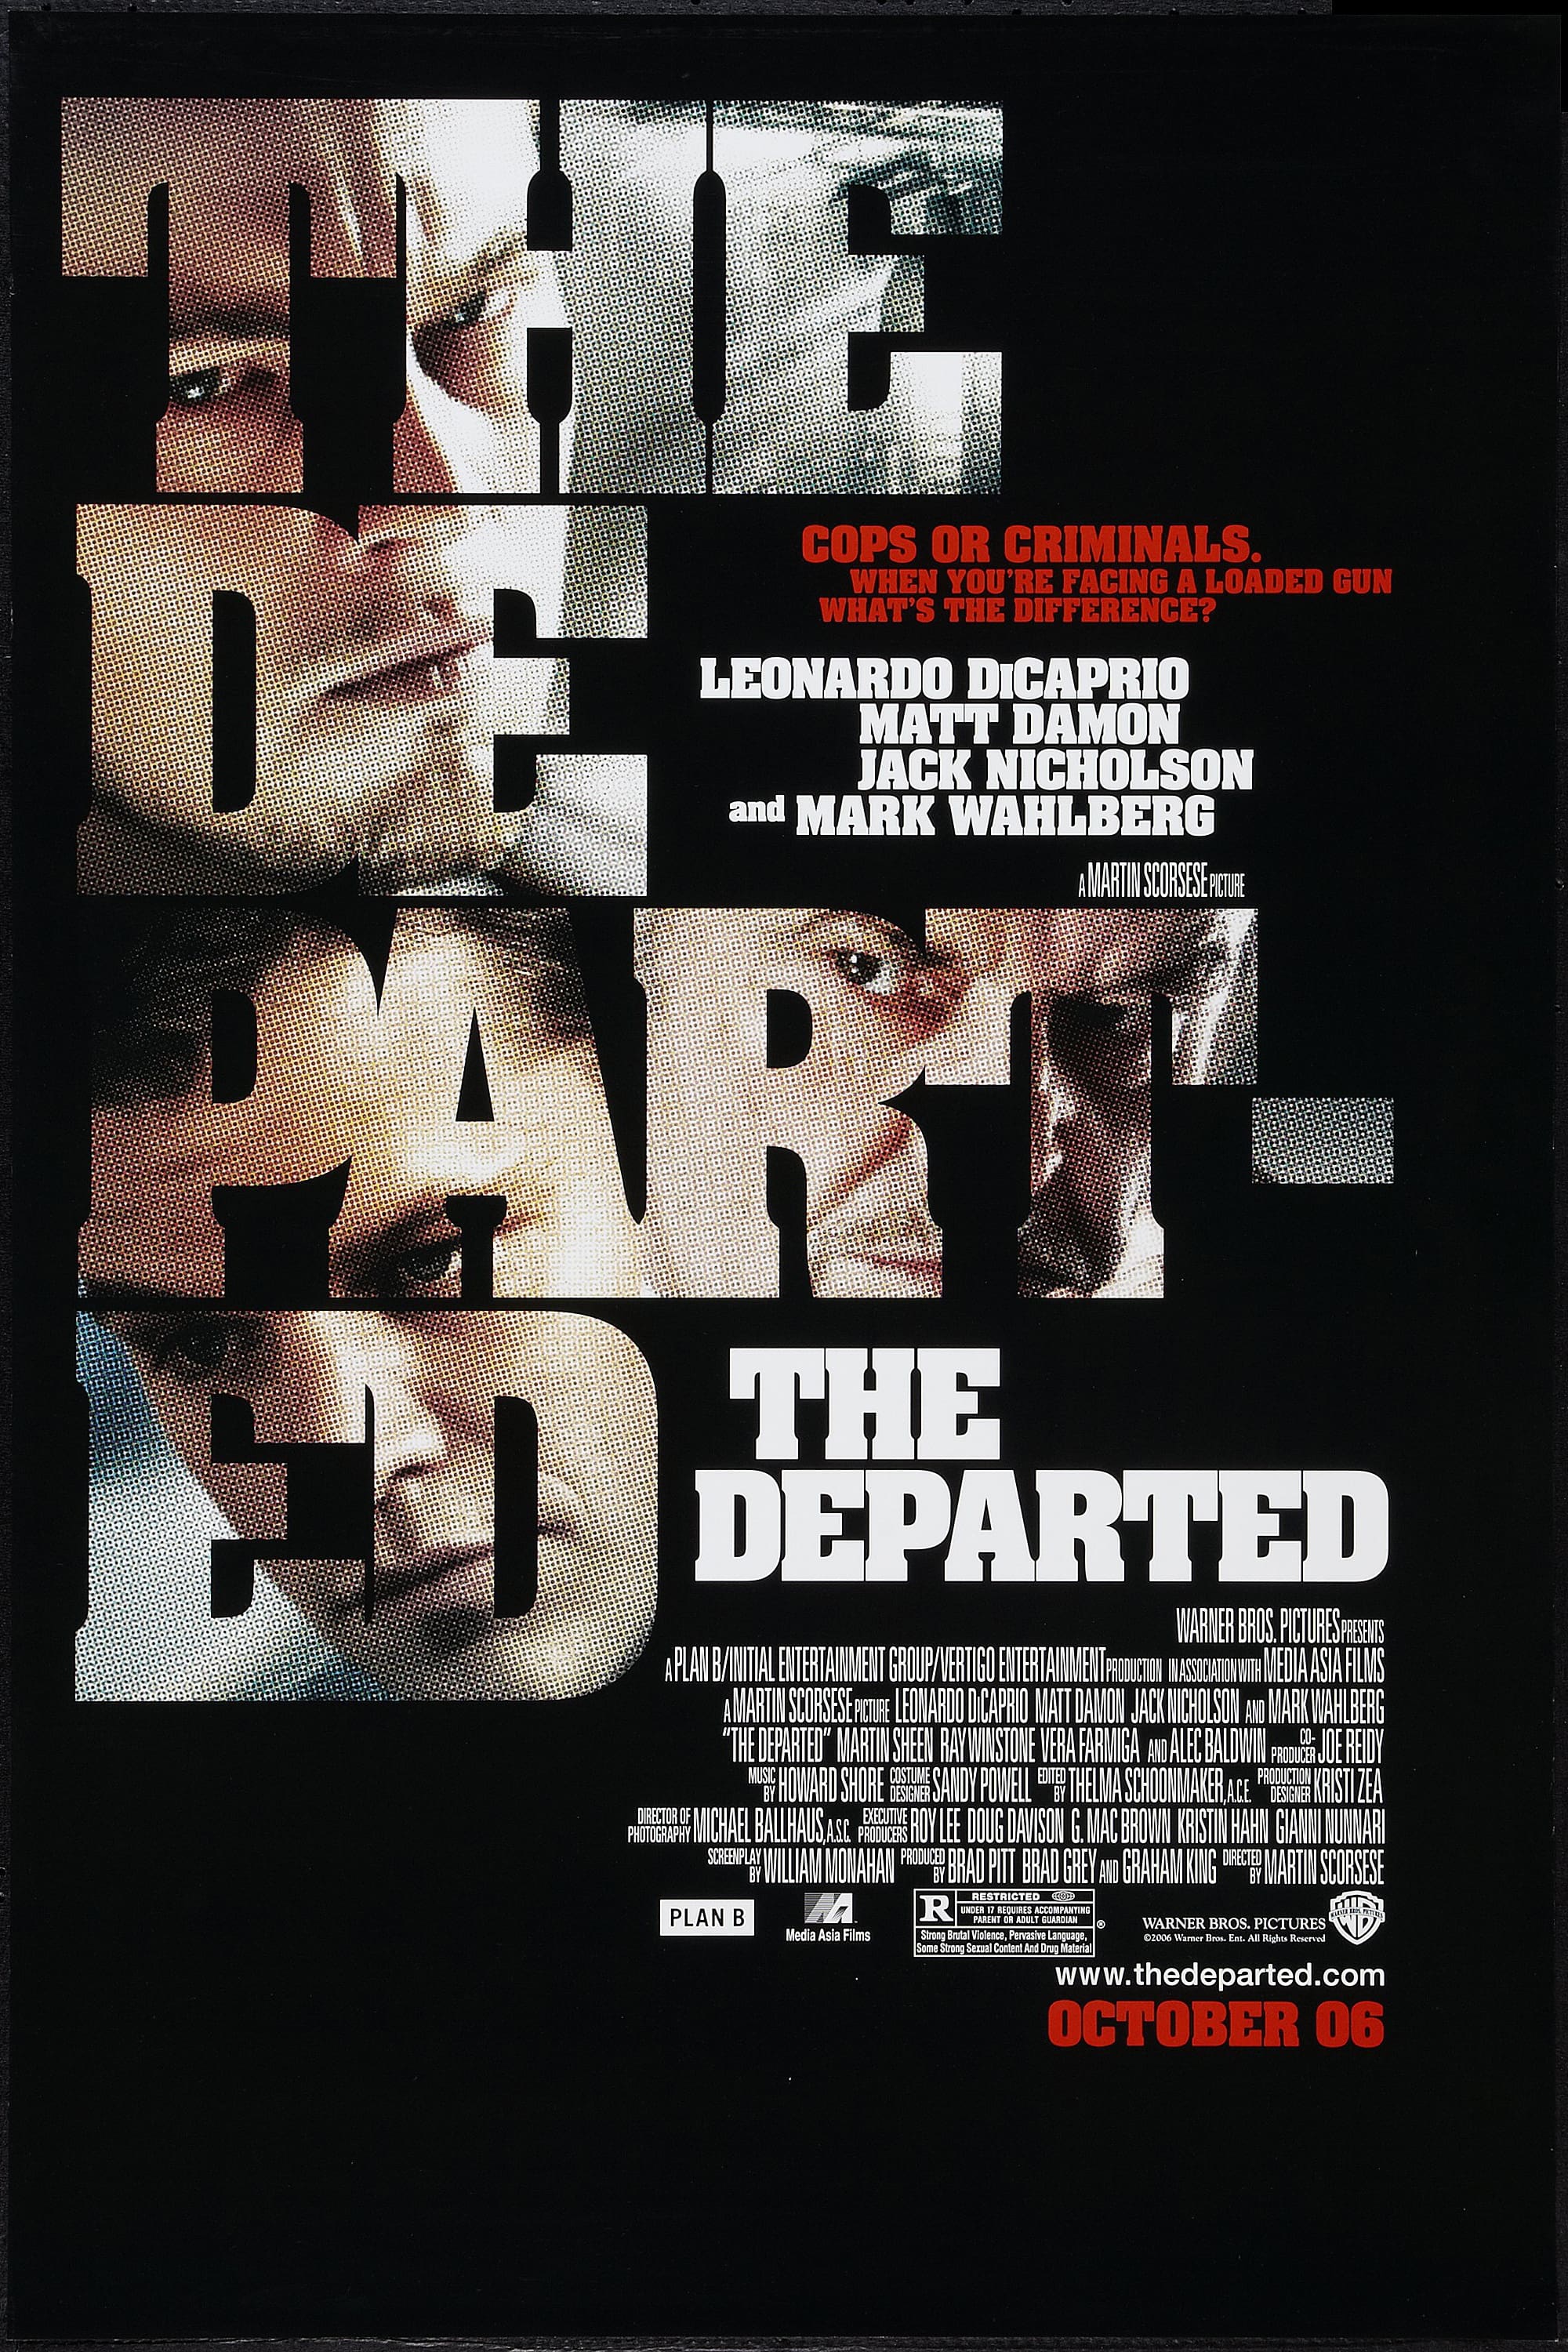 THE
DE
PART-
ED
COPS OR CRIMINALS.
WHEN YOU'RE FACING A LOADED GUN
WHAT'S THE DIFFERENCE?
LEONARDO DiCAPRIO
MATT DAMON
JACK NICHOLSON
and MARK WAHLBERG
A MARTIN SCORSESE PICTURE
THE
DEPARTED
WARNER BROS. PICTURES PRESENTS
A PLAN B/INITIAL ENTERTAINMENT GROUP/VERTIGO ENTERTAINMENT PRODUCTION IN ASSOCIATION WITH MEDIA ASIA FILMS
A MARTIN SCORSESE PICTURE LEONARDO DiCAPRIO MATT DAMON JACK NICHOLSON AND MARK WAHLBERG
"THE DEPARTED" MARTIN SHEEN RAY WINSTONE VERA FARMIGA AND ALEC BALDWIN CO-PRODUCER JOE REIDY
MUSIC BY HOWARD SHORE COSTUME DESIGNER SANDY POWELL EDITED BY THELMA SCHOONMAKER, A.C.E. PRODUCTION DESIGNER KRISTI ZEA
DIRECTOR OF PHOTOGRAPHY MICHAEL BALLHAUS, A.S.C. EXECUTIVE PRODUCERS ROY LEE DOUG DAVISON G. MAC BROWN KRISTIN HAHN GIANNI NUNNARI
SCREENPLAY BY WILLIAM MONAHAN PRODUCED BY BRAD PITT BRAD GREY AND GRAHAM KING DIRECTED BY MARTIN SCORSESE
PLAN B
Media Asia Films
R RESTRICTED
UNDER 17 REQUIRES ACCOMPANYING
PARENT OR ADULT GUARDIAN
®
Strong Brutal Violence, Pervasive Language,
Some Strong Sexual Content And Drug Material
WARNER BROS. PICTURES
WARNER BROS. PICTURES
©2006 Warner Bros. Ent. All Rights Reserved
www.thedeparted.com
OCTOBER 06